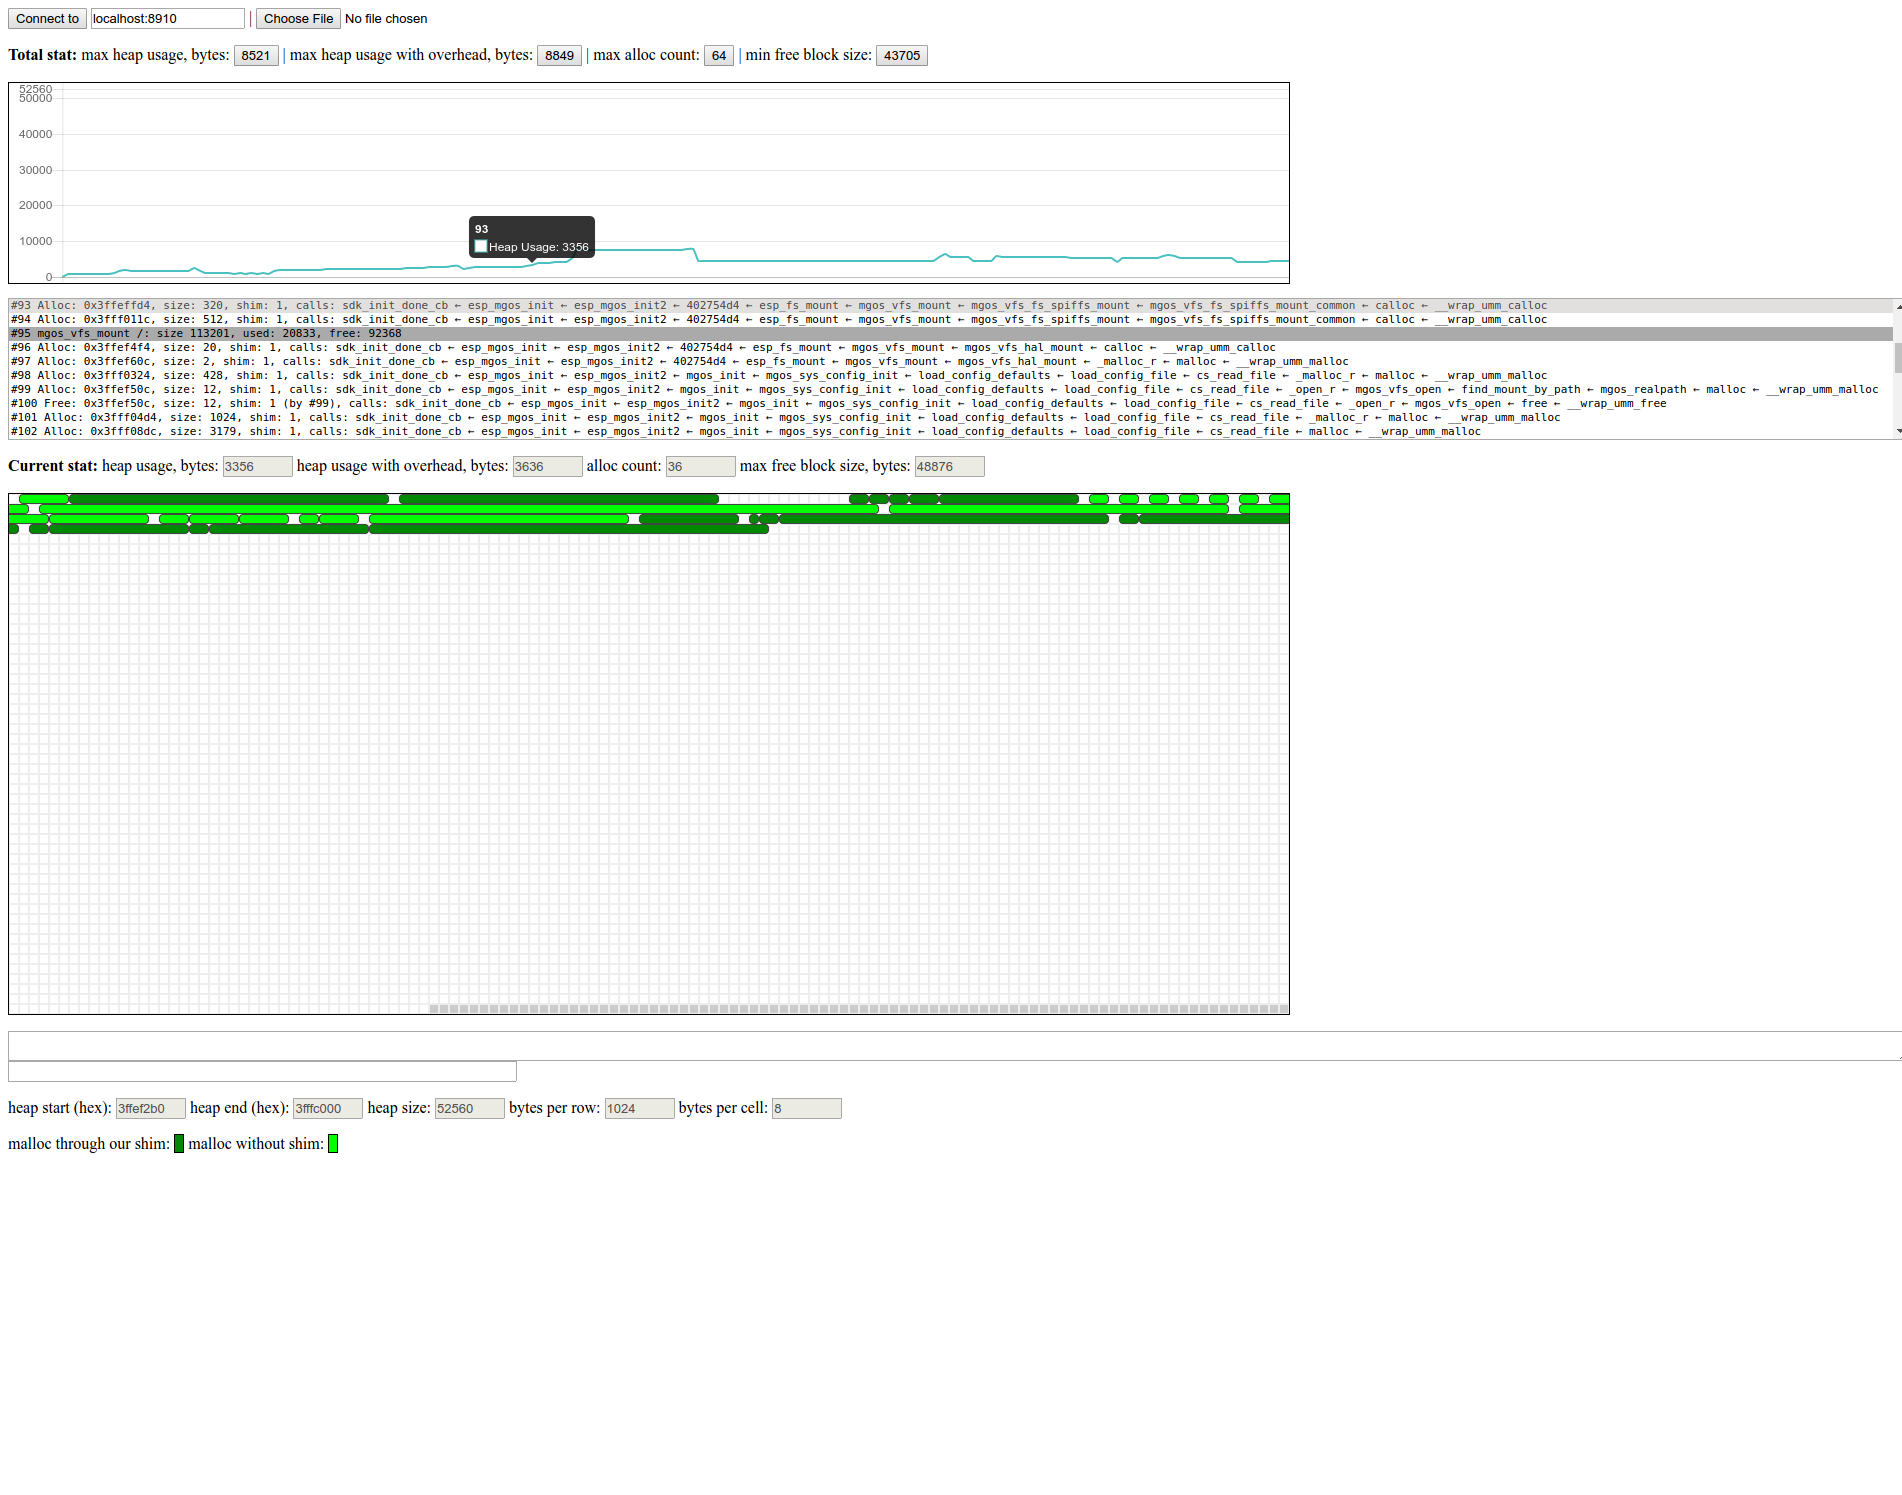 Connect to localhost:8910 | Choose File No file chosen
Total stat: max heap usage, bytes: 8521 | max heap usage with overhead, bytes: 8849 | max alloc count: 64 | min free block size: 43705
52560
50000
40000
30000
20000
10000
0
93
Heap Usage: 3356
#93 Alloc: 0x3ffeffd4, size: 320, shim: 1, calls: sdk_init_done_cb ← esp_mgos_init ← esp_mgos_init2 ← 402754d4 ← esp_fs_mount ← mgos_vfs_mount ← mgos_vfs_fs_spiffs_mount ← mgos_vfs_fs_spiffs_mount_common ← calloc ← __wrap_umm_calloc
#94 Alloc: 0x3fff011c, size: 512, shim: 1, calls: sdk_init_done_cb ← esp_mgos_init ← esp_mgos_init2 ← 402754d4 ← esp_fs_mount ← mgos_vfs_mount ← mgos_vfs_fs_spiffs_mount ← mgos_vfs_fs_spiffs_mount_common ← calloc ← __wrap_umm_calloc
#95 mgos_vfs_mount /: size 113201, used: 20833, free: 92368
#96 Alloc: 0x3ffef4f4, size: 20, shim: 1, calls: sdk_init_done_cb ← esp_mgos_init ← esp_mgos_init2 ← 402754d4 ← esp_fs_mount ← mgos_vfs_mount ← mgos_vfs_hal_mount ← calloc ← __wrap_umm_calloc
#97 Alloc: 0x3ffef60c, size: 2, shim: 1, calls: sdk_init_done_cb ← esp_mgos_init ← esp_mgos_init2 ← 402754d4 ← esp_fs_mount ← mgos_vfs_mount ← mgos_vfs_hal_mount ← _malloc_r ← malloc ← __wrap_umm_malloc
#98 Alloc: 0x3fff0324, size: 428, shim: 1, calls: sdk_init_done_cb ← esp_mgos_init ← esp_mgos_init2 ← mgos_init ← mgos_sys_config_init ← load_config_defaults ← load_config_file ← cs_read_file ← _malloc_r ← malloc ← __wrap_umm_malloc
#99 Alloc: 0x3ffef50c, size: 12, shim: 1, calls: sdk_init_done_cb ← esp_mgos_init ← esp_mgos_init2 ← mgos_init ← mgos_sys_config_init ← load_config_defaults ← load_config_file ← cs_read_file ← _open_r ← mgos_vfs_open ← find_mount_by_path ← mgos_realpath ← malloc ← __wrap_umm_malloc
#100 Free: 0x3ffef50c, size: 12, shim: 1 (by #99), calls: sdk_init_done_cb ← esp_mgos_init ← esp_mgos_init2 ← mgos_init ← mgos_sys_config_init ← load_config_defaults ← load_config_file ← cs_read_file ← _open_r ← mgos_vfs_open ← free ← __wrap_umm_free
#101 Alloc: 0x3fff04d4, size: 1024, shim: 1, calls: sdk_init_done_cb ← esp_mgos_init ← esp_mgos_init2 ← mgos_init ← mgos_sys_config_init ← load_config_defaults ← load_config_file ← cs_read_file ← _malloc_r ← malloc ← __wrap_umm_malloc
#102 Alloc: 0x3fff08dc, size: 3179, shim: 1, calls: sdk_init_done_cb ← esp_mgos_init ← esp_mgos_init2 ← mgos_init ← mgos_sys_config_init ← load_config_defaults ← load_config_file ← cs_read_file ← malloc ← __wrap_umm_malloc
Current stat: heap usage, bytes: 3356 heap usage with overhead, bytes: 3636 alloc count: 36 max free block size, bytes: 48876
heap start (hex): 3ffef2b0 heap end (hex): 3fffc000 heap size: 52560 bytes per row: 1024 bytes per cell: 8
malloc through our shim: malloc without shim: